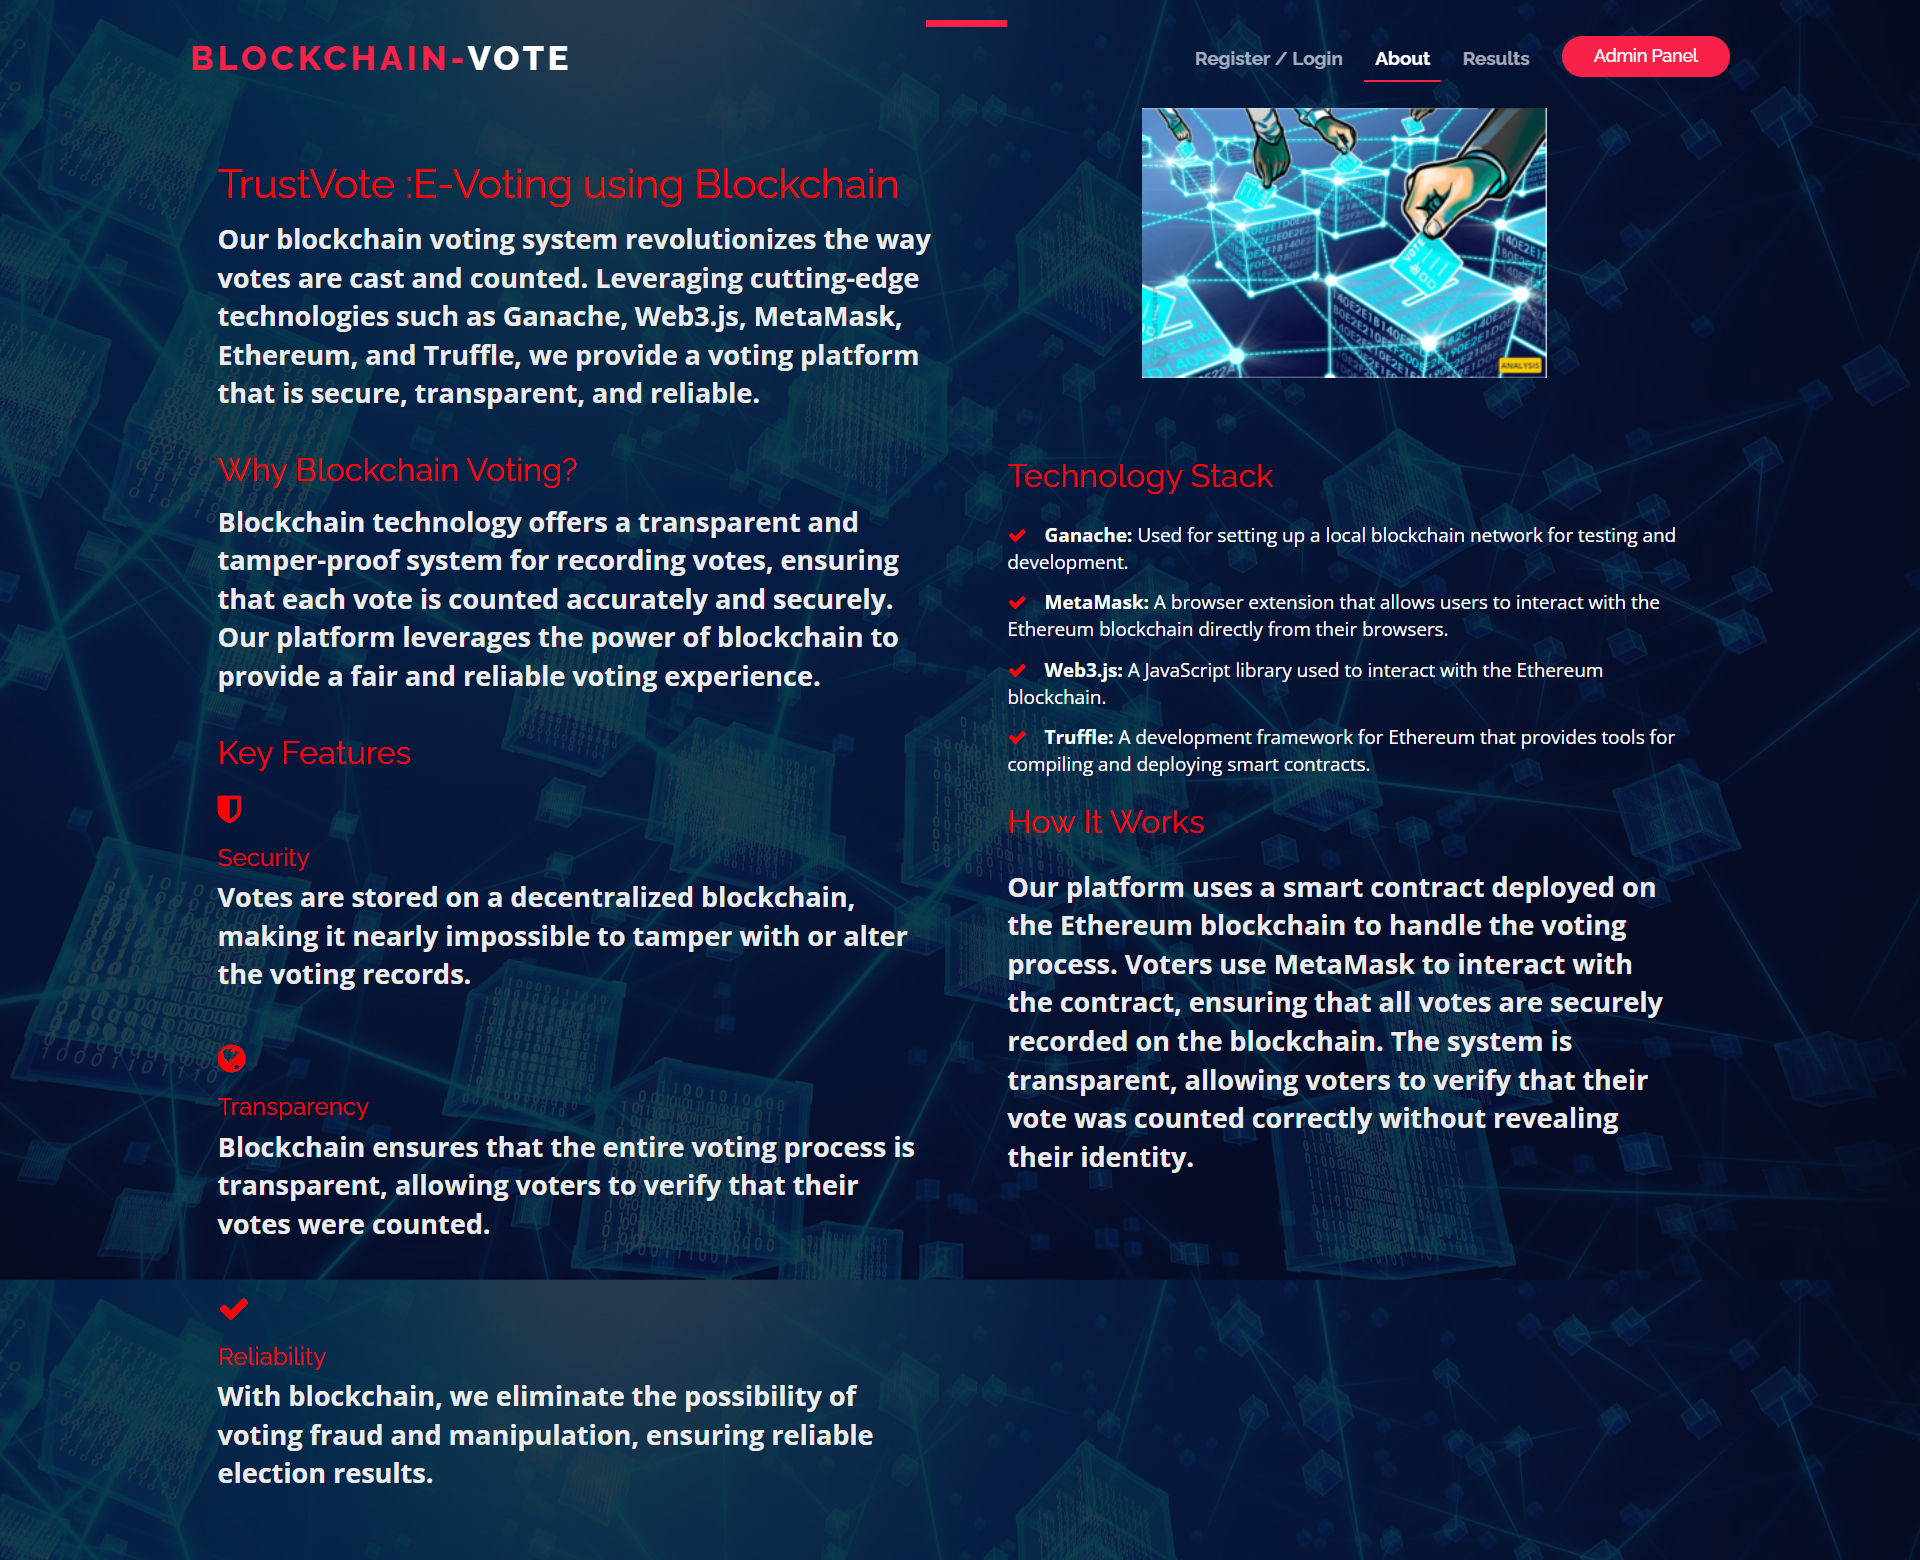 BLOCKCHAIN-VOTE
Register / Login
About
Results
Admin Panel
TrustVote :E-Voting using Blockchain
Our blockchain voting system revolutionizes the way
votes are cast and counted. Leveraging cutting-edge
technologies such as Ganache, Web3.js, MetaMask,
Ethereum, and Truffle, we provide a voting platform
that is secure, transparent, and reliable.
Why Blockchain Voting?
Blockchain technology offers a transparent and
tamper-proof system for recording votes, ensuring
that each vote is counted accurately and securely.
Our platform leverages the power of blockchain to
provide a fair and reliable voting experience.
Key Features
Security
Votes are stored on a decentralized blockchain,
making it nearly impossible to tamper with or alter
the voting records.
Transparency
Blockchain ensures that the entire voting process is
transparent, allowing voters to verify that their
votes were counted.
Reliability
With blockchain, we eliminate the possibility of
voting fraud and manipulation, ensuring reliable
election results.
VOTE
ANALYSIS
Technology Stack
Ganache: Used for setting up a local blockchain network for testing and
development.
MetaMask: A browser extension that allows users to interact with the
Ethereum blockchain directly from their browsers.
Web3.js: A JavaScript library used to interact with the Ethereum
blockchain.
Truffle: A development framework for Ethereum that provides tools for
compiling and deploying smart contracts.
How It Works
Our platform uses a smart contract deployed on
the Ethereum blockchain to handle the voting
process. Voters use MetaMask to interact with
the contract, ensuring that all votes are securely
recorded on the blockchain. The system is
transparent, allowing voters to verify that their
vote was counted correctly without revealing
their identity.